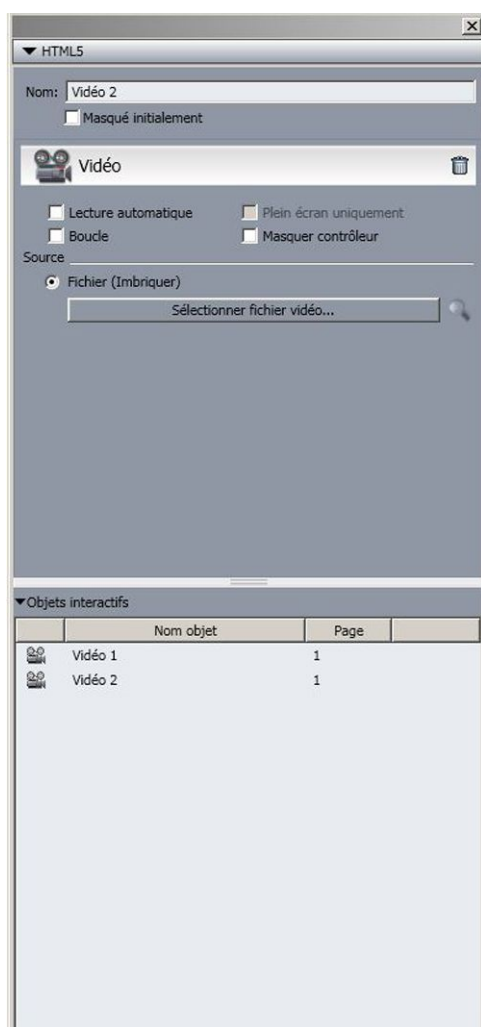 HTML5
Nom: Vidéo 2
Masqué initialement
Vidéo
Lecture automatique Plein écran uniquement
Boucle Masquer contrôleur
Source
Fichier (Imbriquer)
Sélectionner fichier vidéo...
Objets interactifs
Nom objet Page
Vidéo 1 1
Vidéo 2 1